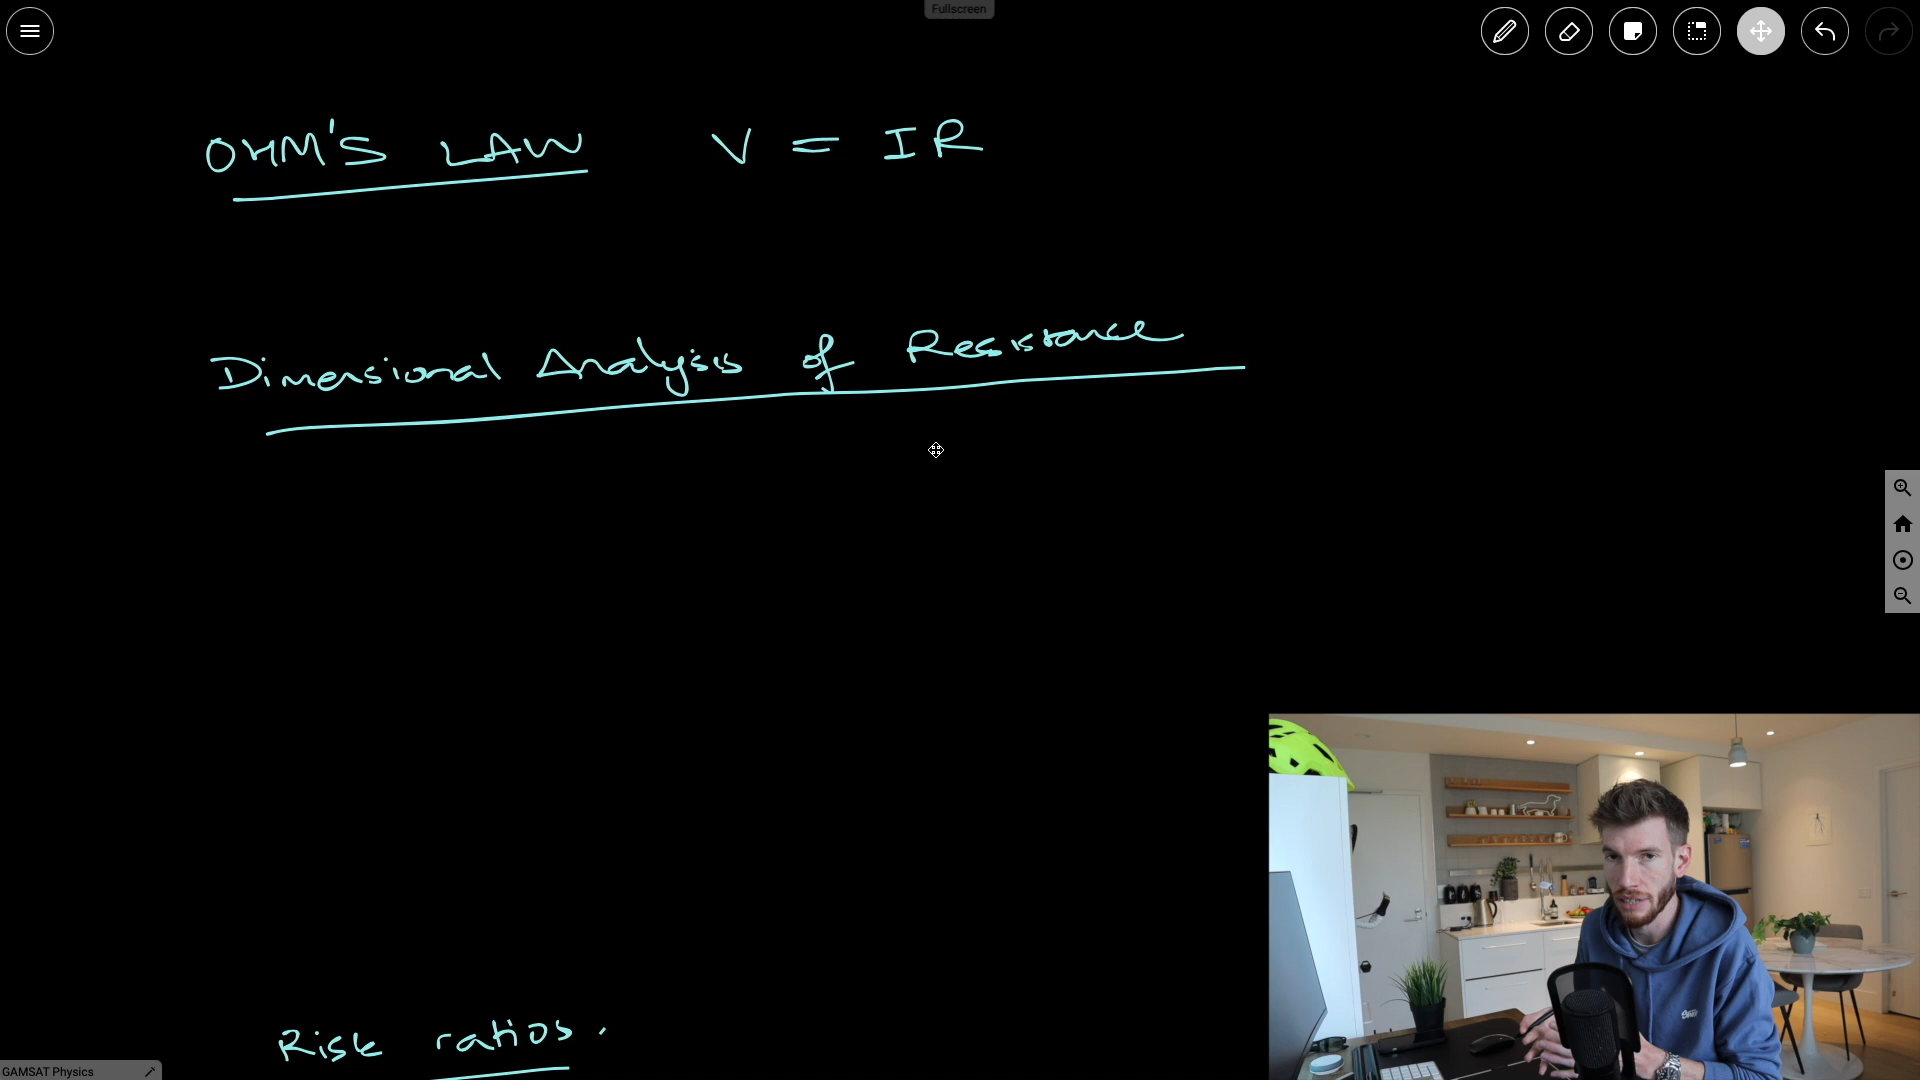 Fullscreen
OHM'S LAW V = IR
Dimensional Analysis of Resistance
Risk ratios.
GAMSAT Physics